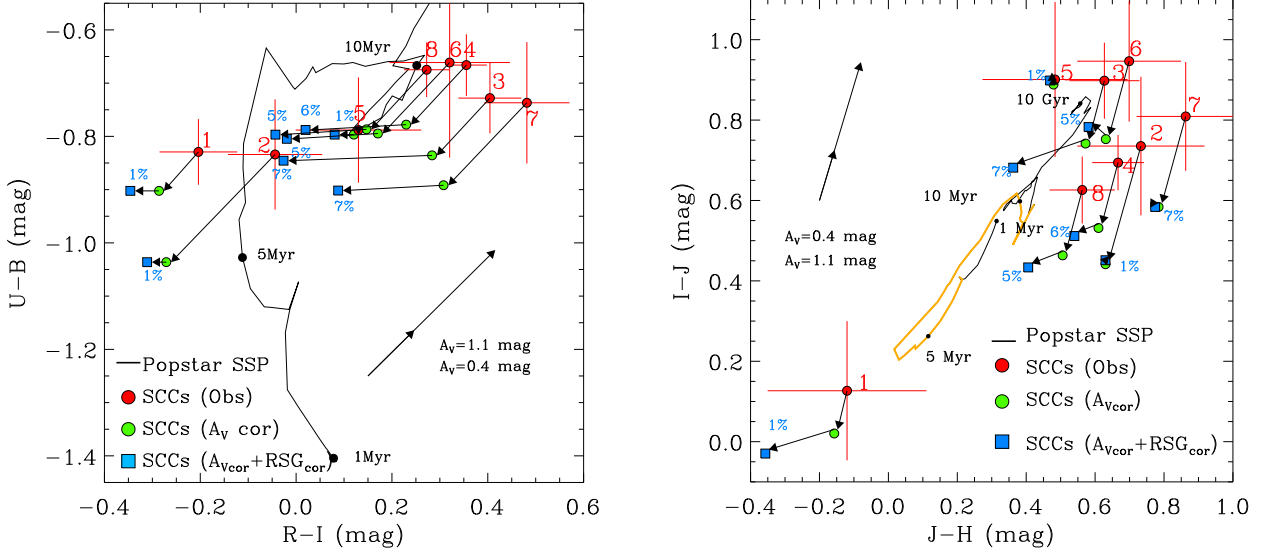 −0.6
−0.8
−1.0
−1.2
−1.4
U−B (mag)
−0.4
−0.2
0.0
0.2
0.4
0.6
R−I (mag)
10Myr
8
6
4
3
7
5
1
2
5%
6%
1%
5%
7%
7%
1%
1%
5Myr
1Myr
A_V=1.1 mag
A_V=0.4 mag
Popstar SSP
SCCs (Obs)
SCCs (A_V cor)
SCCs (A_Vcor+RSG_cor)
1.0
0.8
0.6
0.4
0.2
0.0
I−J (mag)
−0.4
−0.2
0.0
0.2
0.4
0.6
0.8
1.0
J−H (mag)
6
1%
5
3
7
10 Gyr
5%
2
7%
4
8
10 Myr
7%
1 Myr
6%
A_V=0.4 mag
A_V=1.1 mag
5%
1%
5 Myr
1
1%
Popstar SSP
SCCs (Obs)
SCCs (A_Vcor)
SCCs (A_Vcor+RSG_cor)